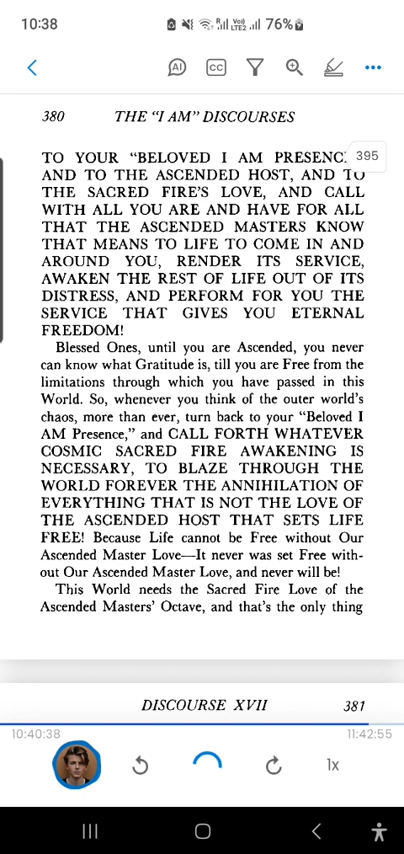 10:38
R Voo) LTE2 76%
AI CC
380 THE "I AM" DISCOURSES
395
TO YOUR "BELOVED I AM PRESENC
AND TO THE ASCENDED HOST, AND TO
THE SACRED FIRE'S LOVE, AND CALL
WITH ALL YOU ARE AND HAVE FOR ALL
THAT THE ASCENDED MASTERS KNOW
THAT MEANS TO LIFE TO COME IN AND
AROUND YOU, RENDER ITS SERVICE,
AWAKEN THE REST OF LIFE OUT OF ITS
DISTRESS, AND PERFORM FOR YOU THE
SERVICE THAT GIVES YOU ETERNAL
FREEDOM!
Blessed Ones, until you are Ascended, you never
can know what Gratitude is, till you are Free from the
limitations through which you have passed in this
World. So, whenever you think of the outer world's
chaos, more than ever, turn back to your "Beloved I
AM Presence," and CALL FORTH WHATEVER
COSMIC SACRED FIRE AWAKENING IS
NECESSARY, TO BLAZE THROUGH THE
WORLD FOREVER THE ANNIHILATION OF
EVERYTHING THAT IS NOT THE LOVE OF
THE ASCENDED HOST THAT SETS LIFE
FREE! Because Life cannot be Free without Our
Ascended Master Love—It never was set Free with-
out Our Ascended Master Love, and never will be!
This World needs the Sacred Fire Love of the
Ascended Masters' Octave, and that's the only thing
DISCOURSE XVII 381
10:40:38 11:42:55
1x